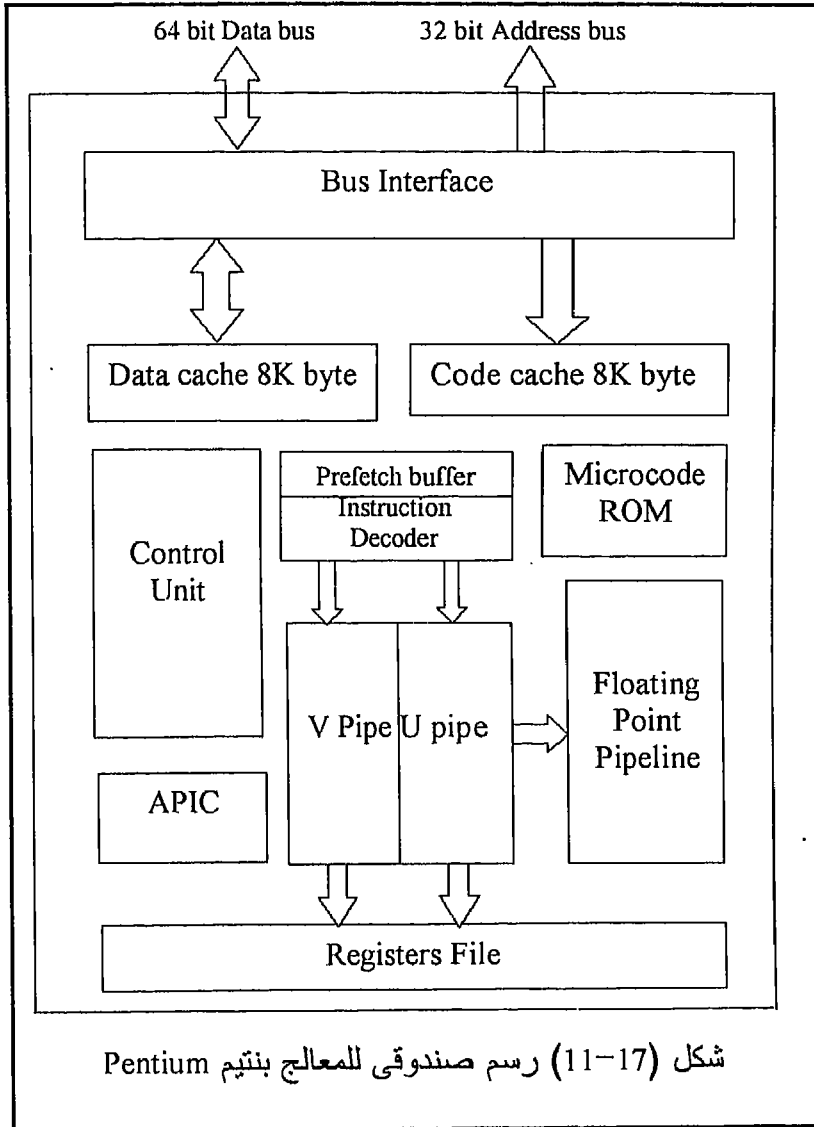 64 bit Data bus
32 bit Address bus
Bus Interface
Data cache 8K byte
Code cache 8K byte
Control
Unit
Prefetch buffer
Instruction
Decoder
Microcode
ROM
V Pipe
U pipe
Floating
Point
Pipeline
APIC
Registers File
شكل (11-17) رسم صندوقى للمعالج بنتيم Pentium